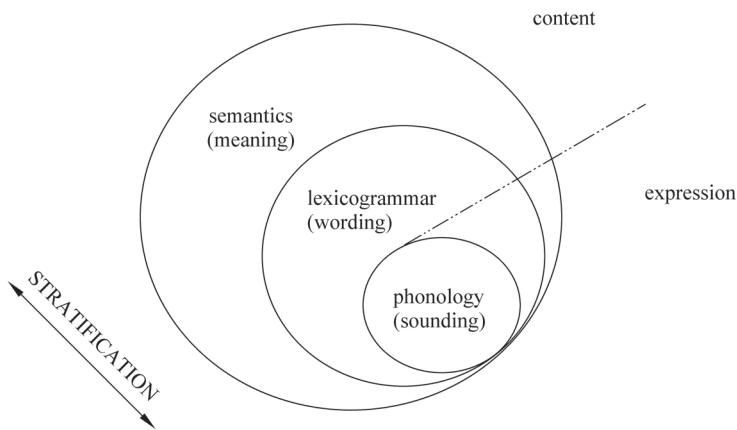 content
semantics
(meaning)
lexicogrammar
(wording)
expression
phonology
(sounding)
STRATIFICATION